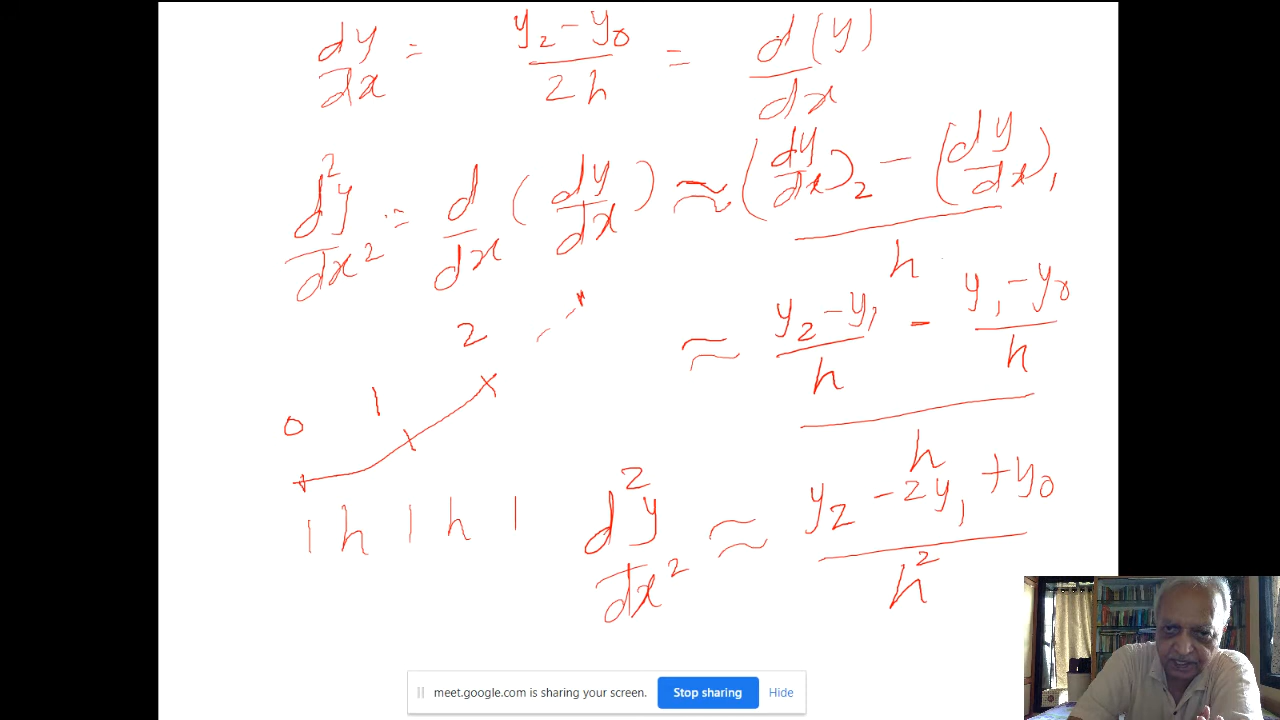 dy/dx = (y₂ − y₀)/2h = d(y)/dx
d²y/dx² = d/dx (dy/dx) ≈ ((dy/dx)₂ − (dy/dx)₁)/h
≈ ((y₂ − y₁)/h − (y₁ − y₀)/h)/h
2
0 1
| h | h |
d²y/dx² ≈ (y₂ − 2y₁ + y₀)/h²
meet.google.com is sharing your screen. Stop sharing Hide